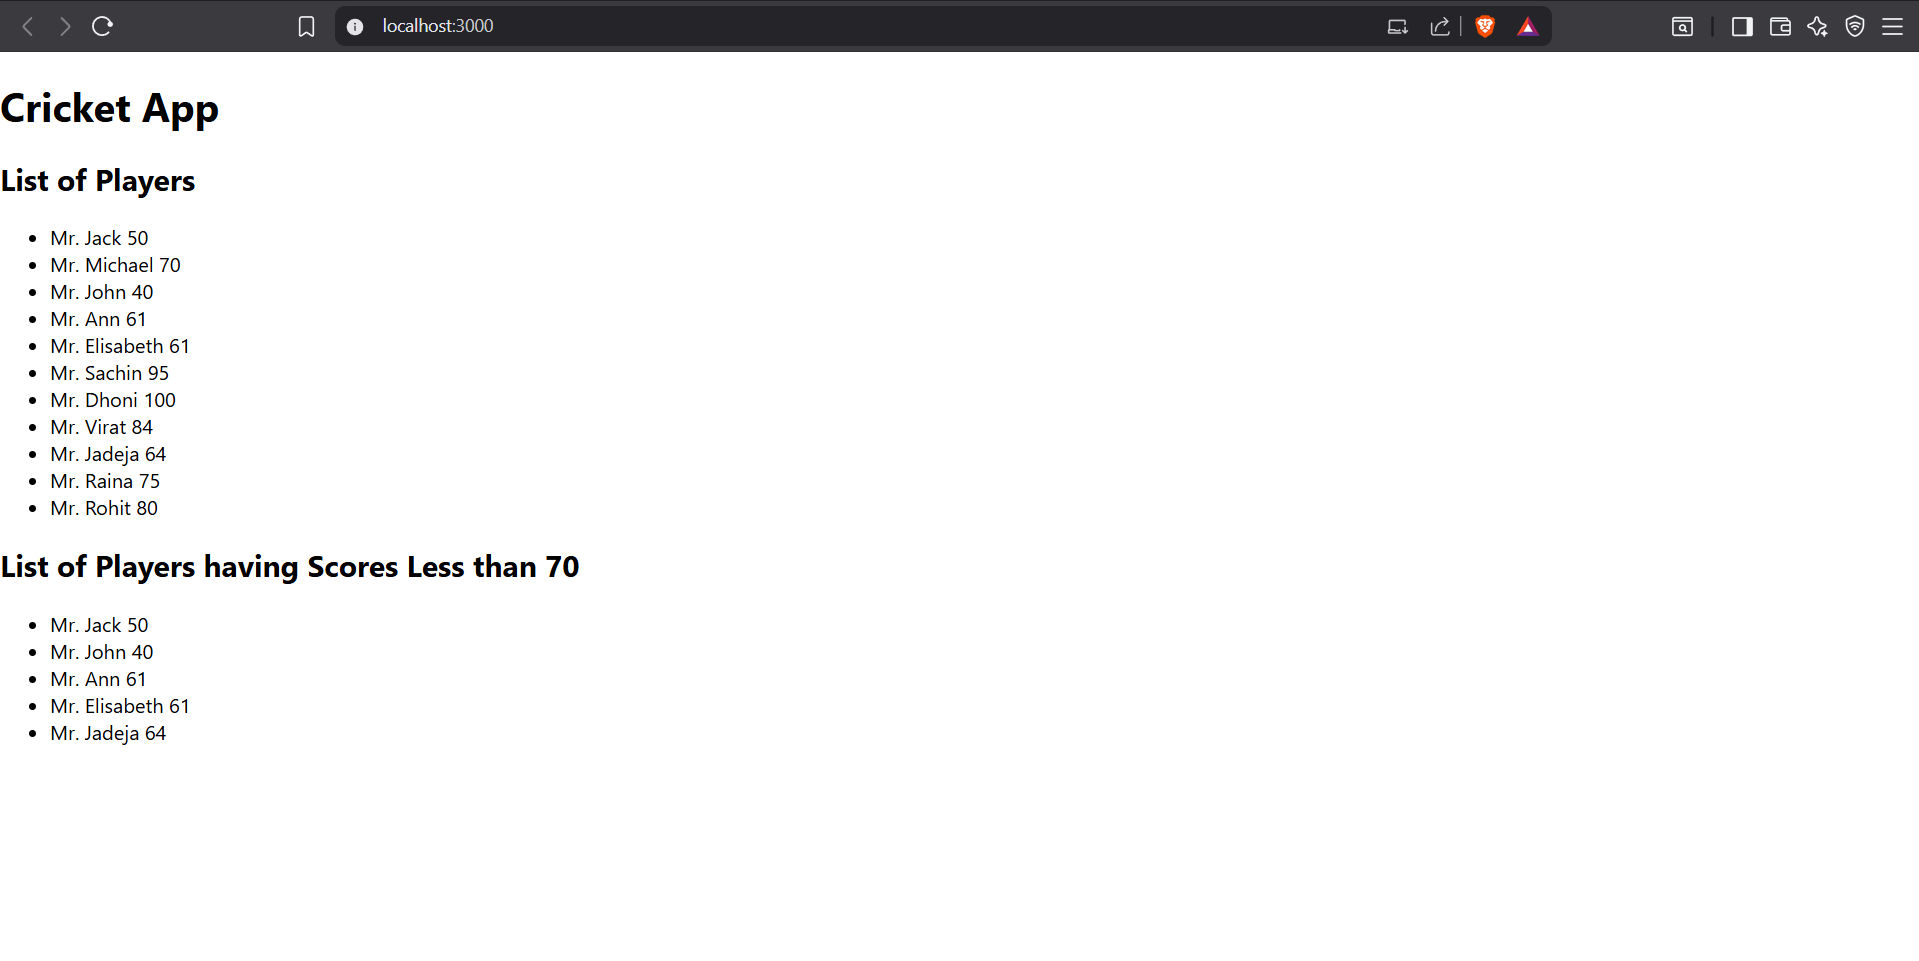 localhost:3000
Cricket App
List of Players
Mr. Jack 50
Mr. Michael 70
Mr. John 40
Mr. Ann 61
Mr. Elisabeth 61
Mr. Sachin 95
Mr. Dhoni 100
Mr. Virat 84
Mr. Jadeja 64
Mr. Raina 75
Mr. Rohit 80
List of Players having Scores Less than 70
Mr. Jack 50
Mr. John 40
Mr. Ann 61
Mr. Elisabeth 61
Mr. Jadeja 64